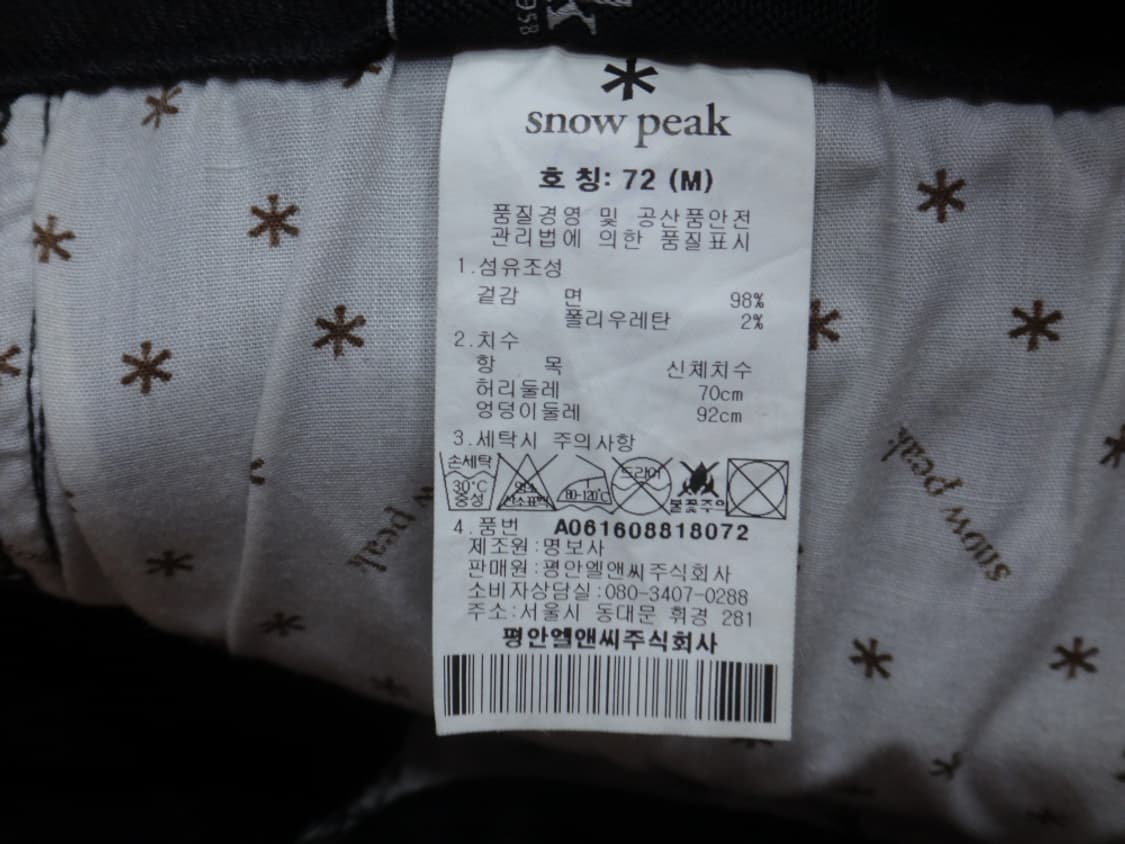 958
snow peak
호 칭: 72 (M)
품질경영 및 공산품안전
관리법에 의한 품질표시
1.섬유조성
겉감 면 98%
폴리우레탄 2%
2.치수
항 목 신체치수
허리둘레 70cm
엉덩이둘레 92cm
3.세탁시 주의사항
손세탁 드라이
30°C 염소 80-120°C
중성 산소표백 불꽃주의
4.품번 A061608818072
제조원:명보사
판매원:평안엘앤씨주식회사
소비자상담실:080-3407-0288
주소:서울시 동대문 휘경 281
평안엘앤씨주식회사
snow peak
peak